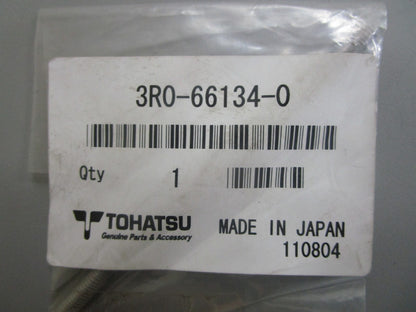 3R0-66134-0
Qty 1
TOHATSU MADE IN JAPAN
Genuine Parts & Accessory
110804